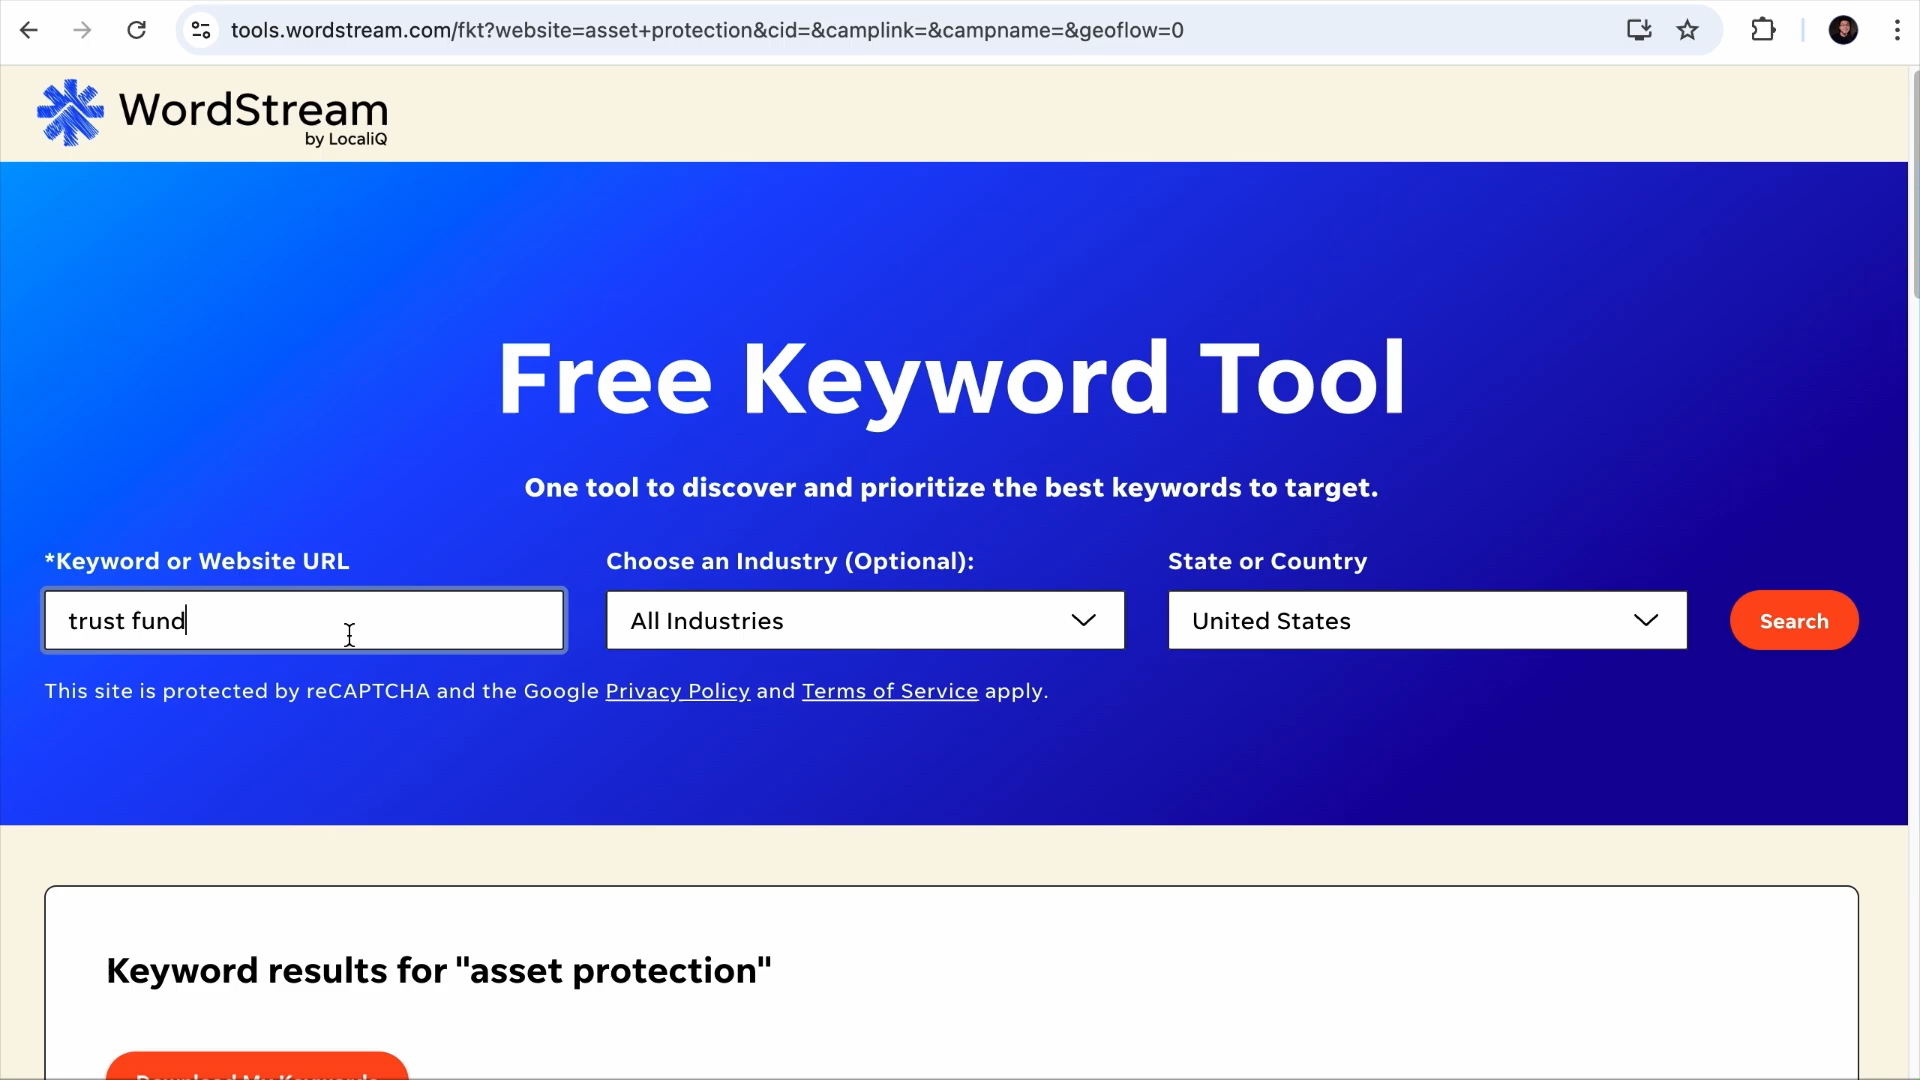 tools.wordstream.com/fkt?website=asset+protection&cid=&camplink=&campname=&geoflow=0
WordStream
by LocaliQ
Free Keyword Tool
One tool to discover and prioritize the best keywords to target.
*Keyword or Website URL
Choose an Industry (Optional):
State or Country
trust fund
All Industries
United States
Search
This site is protected by reCAPTCHA and the Google Privacy Policy and Terms of Service apply.
Keyword results for "asset protection"
Download My Keywords